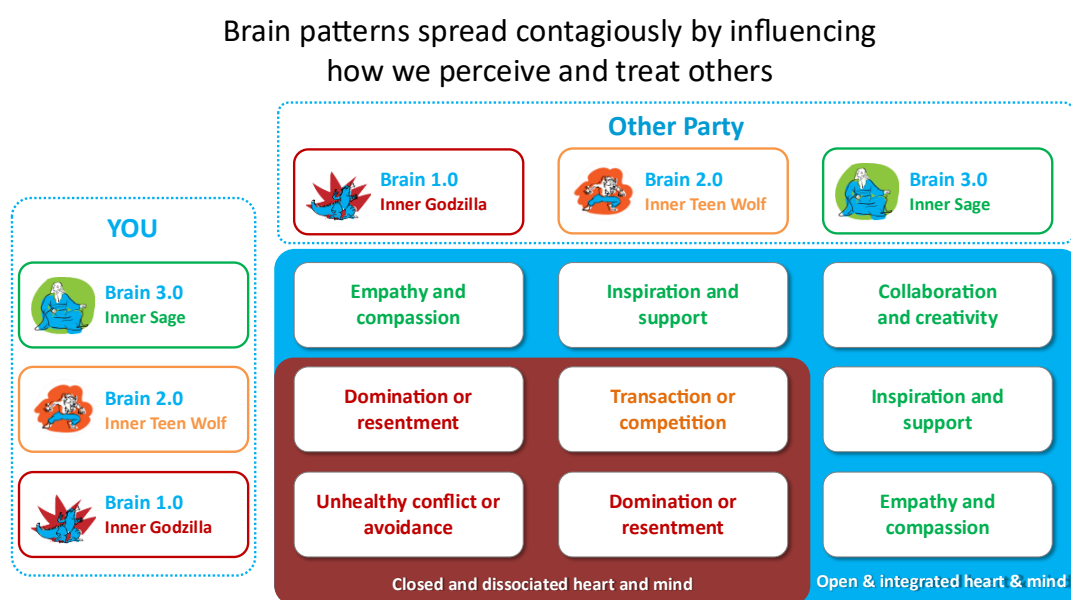 Brain patterns spread contagiously by influencing
how we perceive and treat others
Other Party
Brain 1.0
Inner Godzilla
Brain 2.0
Inner Teen Wolf
Brain 3.0
Inner Sage
YOU
Brain 3.0
Inner Sage
Empathy and
compassion
Inspiration and
support
Collaboration
and creativity
Brain 2.0
Inner Teen Wolf
Domination or
resentment
Transaction or
competition
Inspiration and
support
Brain 1.0
Inner Godzilla
Unhealthy conflict or
avoidance
Domination or
resentment
Empathy and
compassion
Closed and dissociated heart and mind
Open & integrated heart & mind